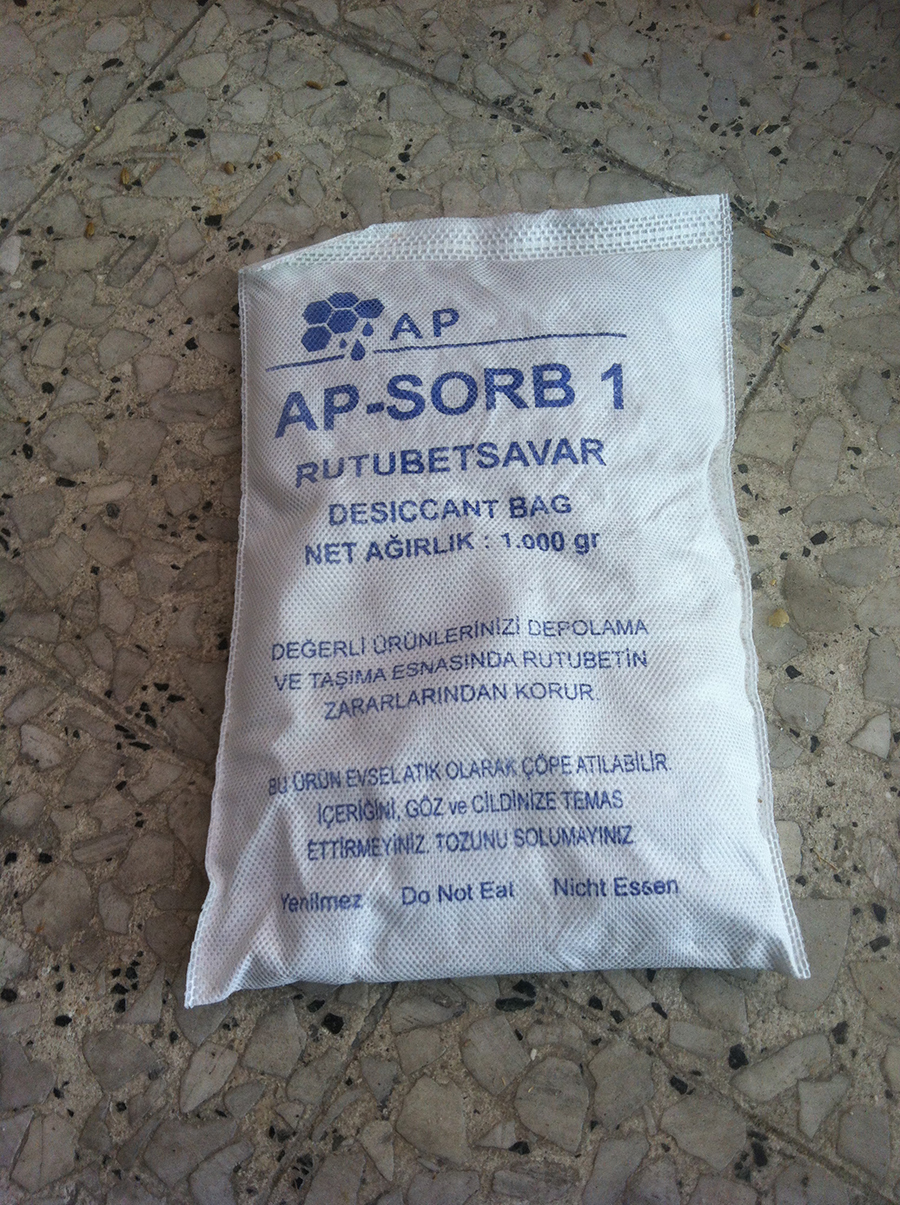 AP
AP-SORB 1
RUTUBETSAVAR
DESICCANT BAG
NET AĞIRLIK : 1.000 gr
DEĞERLİ ÜRÜNLERİNİZİ DEPOLAMA
VE TAŞIMA ESNASINDA RUTUBETİN
ZARARLARINDAN KORUR.
BU ÜRÜN EVSEL ATIK OLARAK ÇÖPE ATILABİLİR.
İÇERİĞİNİ, GÖZ ve CİLDİNİZE TEMAS
ETTİRMEYİNİZ. TOZUNU SOLUMAYINIZ
Yenilmez Do Not Eat Nicht Essen